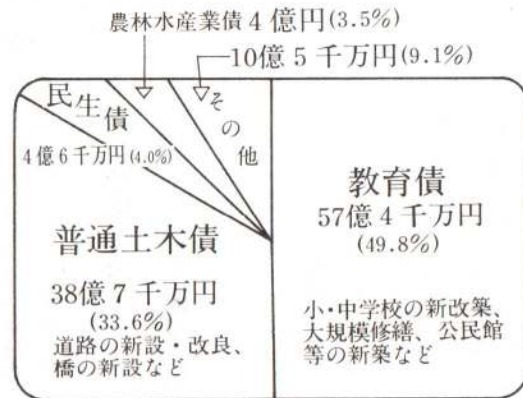 農林水産業債4億円(3.5%)
10億5千万円(9.1%)
民生債
4億6千万円(4.0%)
その他
教育債
57億4千万円
(49.8%)
小・中学校の新改築、
大規模修繕、公民館
等の新築など
普通土木債
38億7千万円
(33.6%)
道路の新設・改良、
橋の新設など